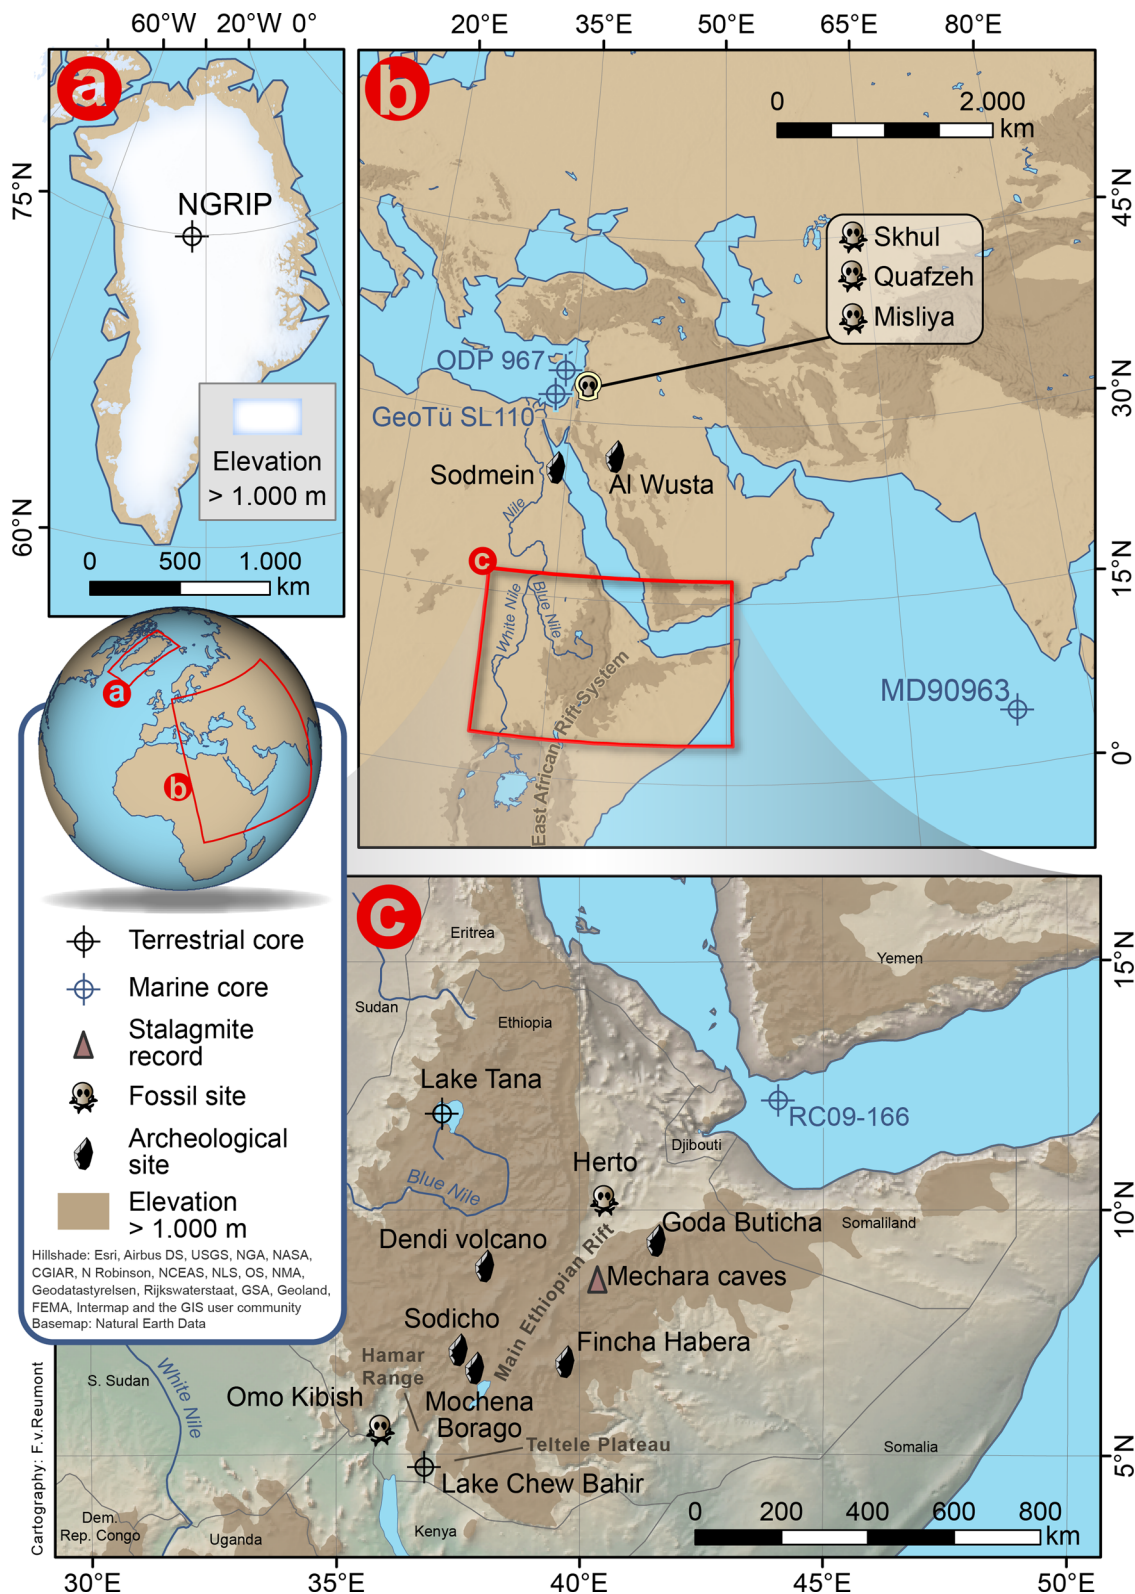 60°W 20°W 0°
20°E 35°E 50°E 65°E 80°E
a
75°N
NGRIP
Elevation
> 1.000 m
60°N
0 500 1.000
km
b
0 2.000
km
45°N
Skhul
Quafzeh
Misliya
ODP 967
30°N
GeoTü SL110
Sodmein
Al Wusta
Nile
c
15°N
White Nile
Blue Nile
East African Rift-System
MD90963
0°
a
b
Terrestrial core
Marine core
Stalagmite
record
Fossil site
Archeological
site
Elevation
> 1.000 m
Hillshade: Esri, Airbus DS, USGS, NGA, NASA,
CGIAR, N Robinson, NCEAS, NLS, OS, NMA,
Geodatastyrelsen, Rijkswaterstaat, GSA, Geoland,
FEMA, Intermap and the GIS user community
Basemap: Natural Earth Data
Cartography: F.v.Reumont
c
Eritrea
Yemen
15°N
Sudan
Ethiopia
Lake Tana
RC09-166
Djibouti
Blue Nile
Herto
10°N
Goda Buticha
Somaliland
Dendi volcano
Mechara caves
Main Ethiopian Rift
Sodicho
Fincha Habera
Hamar
Range
S. Sudan
White Nile
Omo Kibish
Mochena
Borago
Teltele Plateau
Somalia
5°N
Lake Chew Bahir
Dem.
Rep. Congo
Uganda
Kenya
0 200 400 600 800
km
30°E 35°E 40°E 45°E 50°E